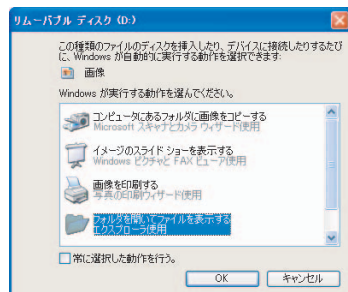 リムーバブル ディスク (D:)
この種類のファイルのディスクを挿入したり、デバイスに接続したりするたび
に、Windows が自動的に実行する動作を選択できます:
画像
Windows が実行する動作を選んでください。
コンピュータにあるフォルダに画像をコピーする
Microsoft スキャナとカメラ ウィザード使用
イメージのスライド ショーを表示する
Windows ピクチャと FAX ビューア使用
画像を印刷する
写真の印刷ウィザード使用
フォルダを開いてファイルを表示する
エクスプローラ使用
常に選択した動作を行う。
OK
キャンセル